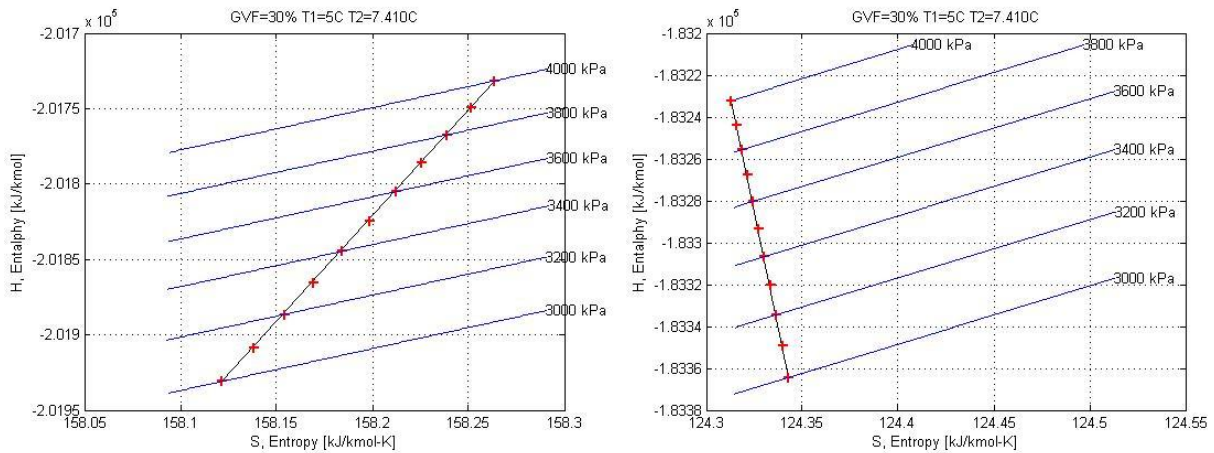 GVF=30% T1=5C T2=7.410C
x 10^5
-2.017
-2.0175
-2.018
-2.0185
-2.019
-2.0195
H, Entalphy [kJ/kmol]
4000 kPa
3800 kPa
3600 kPa
3400 kPa
3200 kPa
3000 kPa
158.05 158.1 158.15 158.2 158.25 158.3
S, Entropy [kJ/kmol-K]
GVF=30% T1=5C T2=7.410C
x 10^5
-1.832
-1.8322
-1.8324
-1.8326
-1.8328
-1.833
-1.8332
-1.8334
-1.8336
-1.8338
H, Entalphy [kJ/kmol]
4000 kPa
3800 kPa
3600 kPa
3400 kPa
3200 kPa
3000 kPa
124.3 124.35 124.4 124.45 124.5 124.55
S, Entropy [kJ/kmol-K]